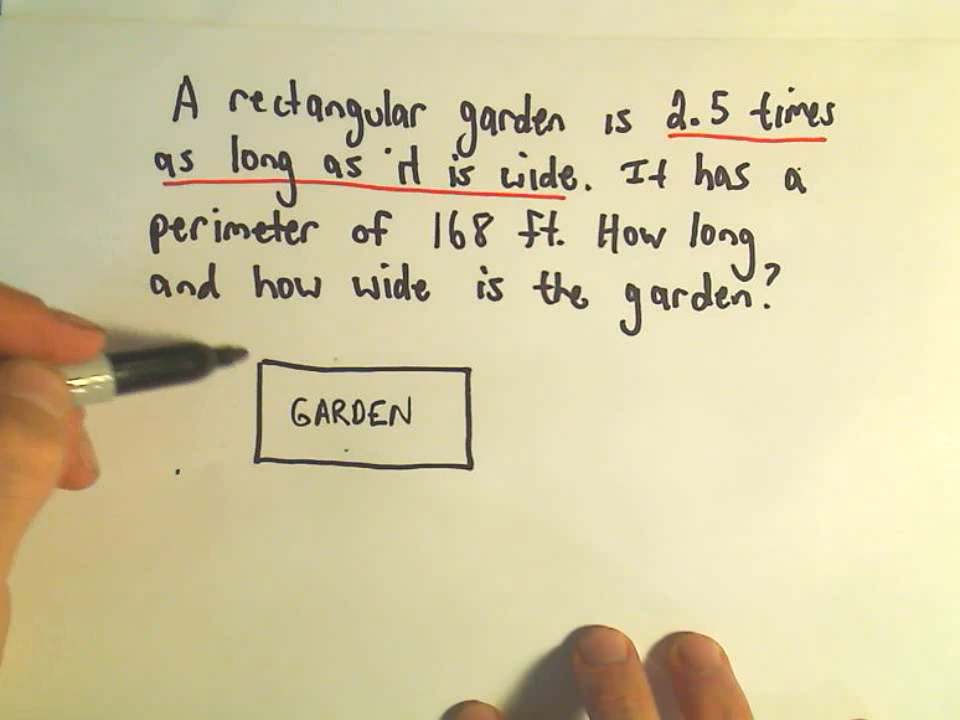 A rectangular garden is 2.5 times
as long as it is wide. It has a
perimeter of 168 ft. How long
and how wide is the garden?
GARDEN